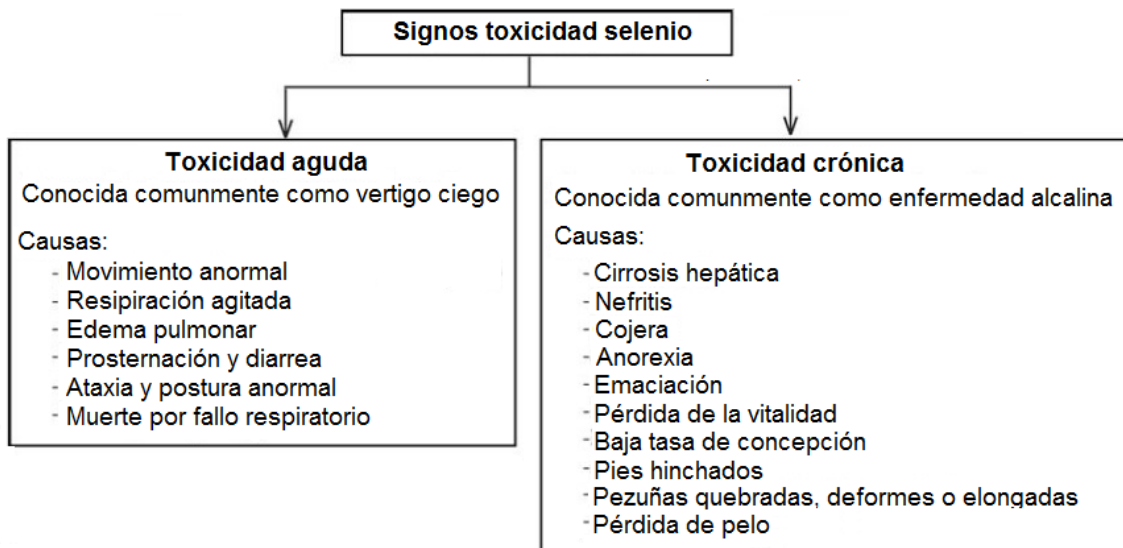 Signos toxicidad selenio
Toxicidad aguda
Conocida comunmente como vertigo ciego
Causas:
- Movimiento anormal
- Resipiración agitada
- Edema pulmonar
- Prosternación y diarrea
- Ataxia y postura anormal
- Muerte por fallo respiratorio
Toxicidad crónica
Conocida comunmente como enfermedad alcalina
Causas:
- Cirrosis hepática
- Nefritis
- Cojera
- Anorexia
- Emaciación
- Pérdida de la vitalidad
- Baja tasa de concepción
- Pies hinchados
- Pezuñas quebradas, deformes o elongadas
- Pérdida de pelo